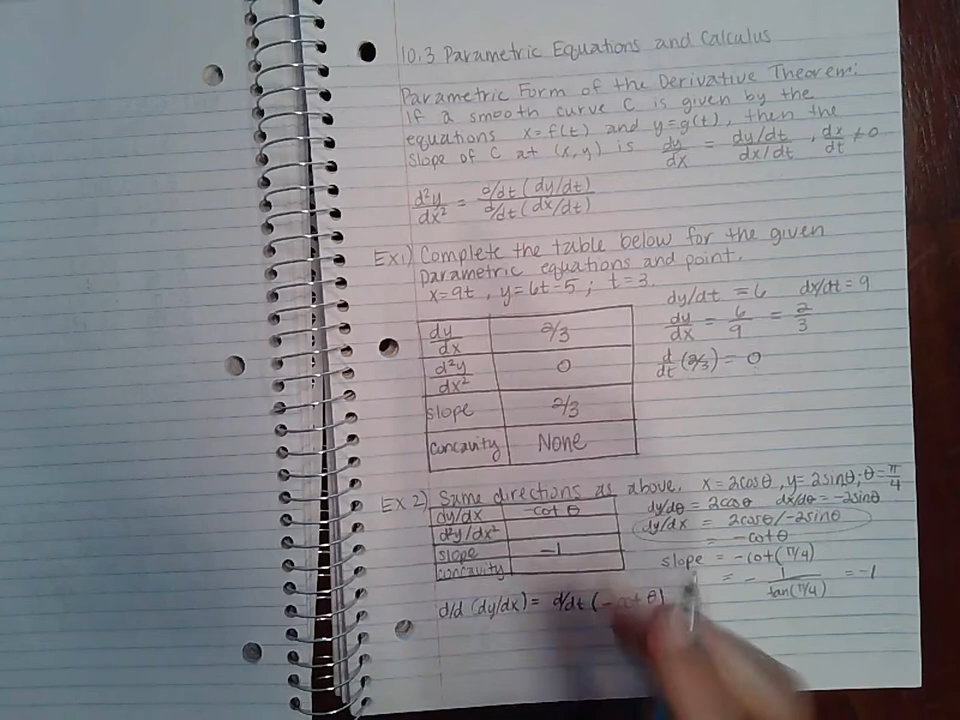 10.3 Parametric Equations and Calculus
Parametric Form of the Derivative Theorem:
If a smooth curve C is given by the
equations x=f(t) and y=g(t), then the
slope of C at (x,y) is dy/dx = (dy/dt)/(dx/dt), dx/dt ≠ 0
d²y/dx² = d/dt(dy/dt) / d/dt(dx/dt)
Ex1) Complete the table below for the given
parametric equations and point.
x=9t, y=6t-5; t=3.
dy/dt = 6 dx/dt = 9
dy/dx = 6/9 = 2/3
d/dt (2/3) = 0
dy/dx 2/3
d²y/dx² 0
slope 2/3
concavity None
Ex 2) Same directions as above. x=2cosθ, y=2sinθ; θ=π/4
dy/dθ = 2cosθ dx/dθ = -2sinθ
dy/dx = 2cosθ/-2sinθ
= -cotθ
slope = -cot(π/4)
= - 1/tan(π/4) = -1
dy/dx -cot θ
d²y/dx²
slope -1
concavity
d/d (dy/dx) = d/dt (-cot θ)